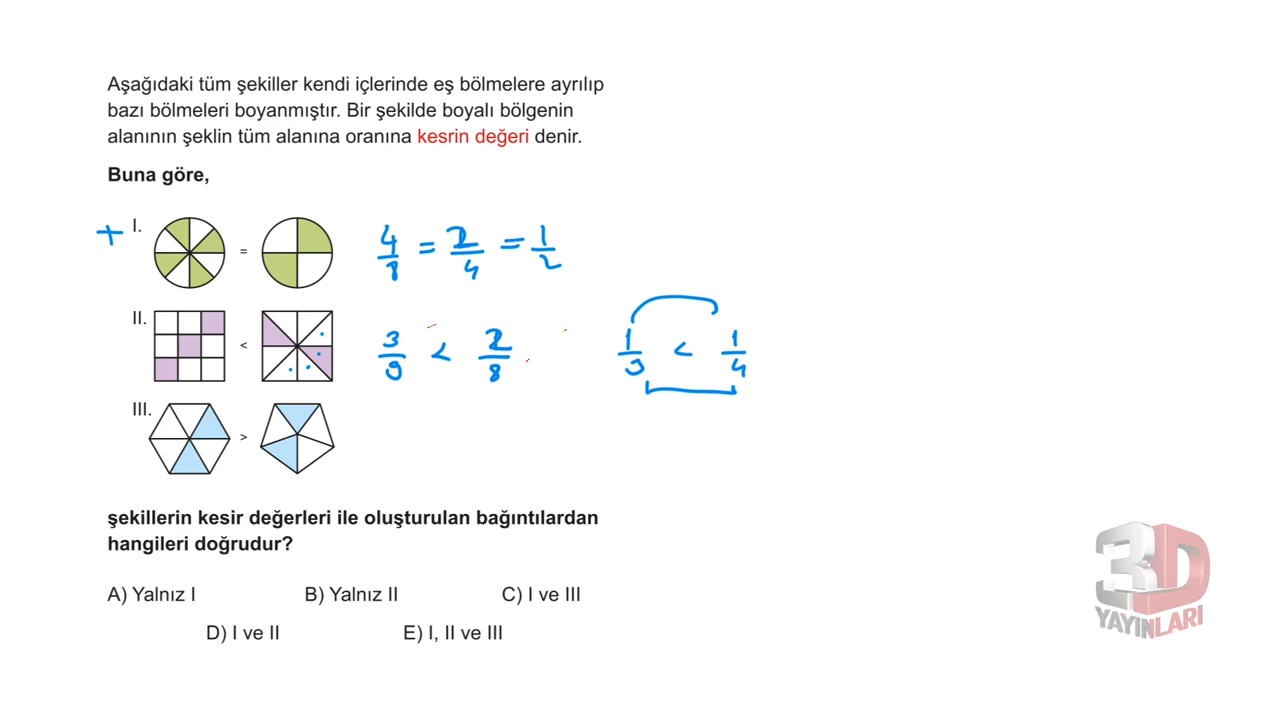 Aşağıdaki tüm şekiller kendi içlerinde eş bölmelere ayrılıp
bazı bölmeleri boyanmıştır. Bir şekilde boyalı bölgenin
alanının şeklin tüm alanına oranına kesrin değeri denir.
Buna göre,
+ I. = 4/8 = 2/4 = 1/2
II. < 3/9 < 2/8 1/3 < 1/4
III. >
şekillerin kesir değerleri ile oluşturulan bağıntılardan
hangileri doğrudur?
A) Yalnız I B) Yalnız II C) I ve III
D) I ve II E) I, II ve III
3D
YAYINLARI